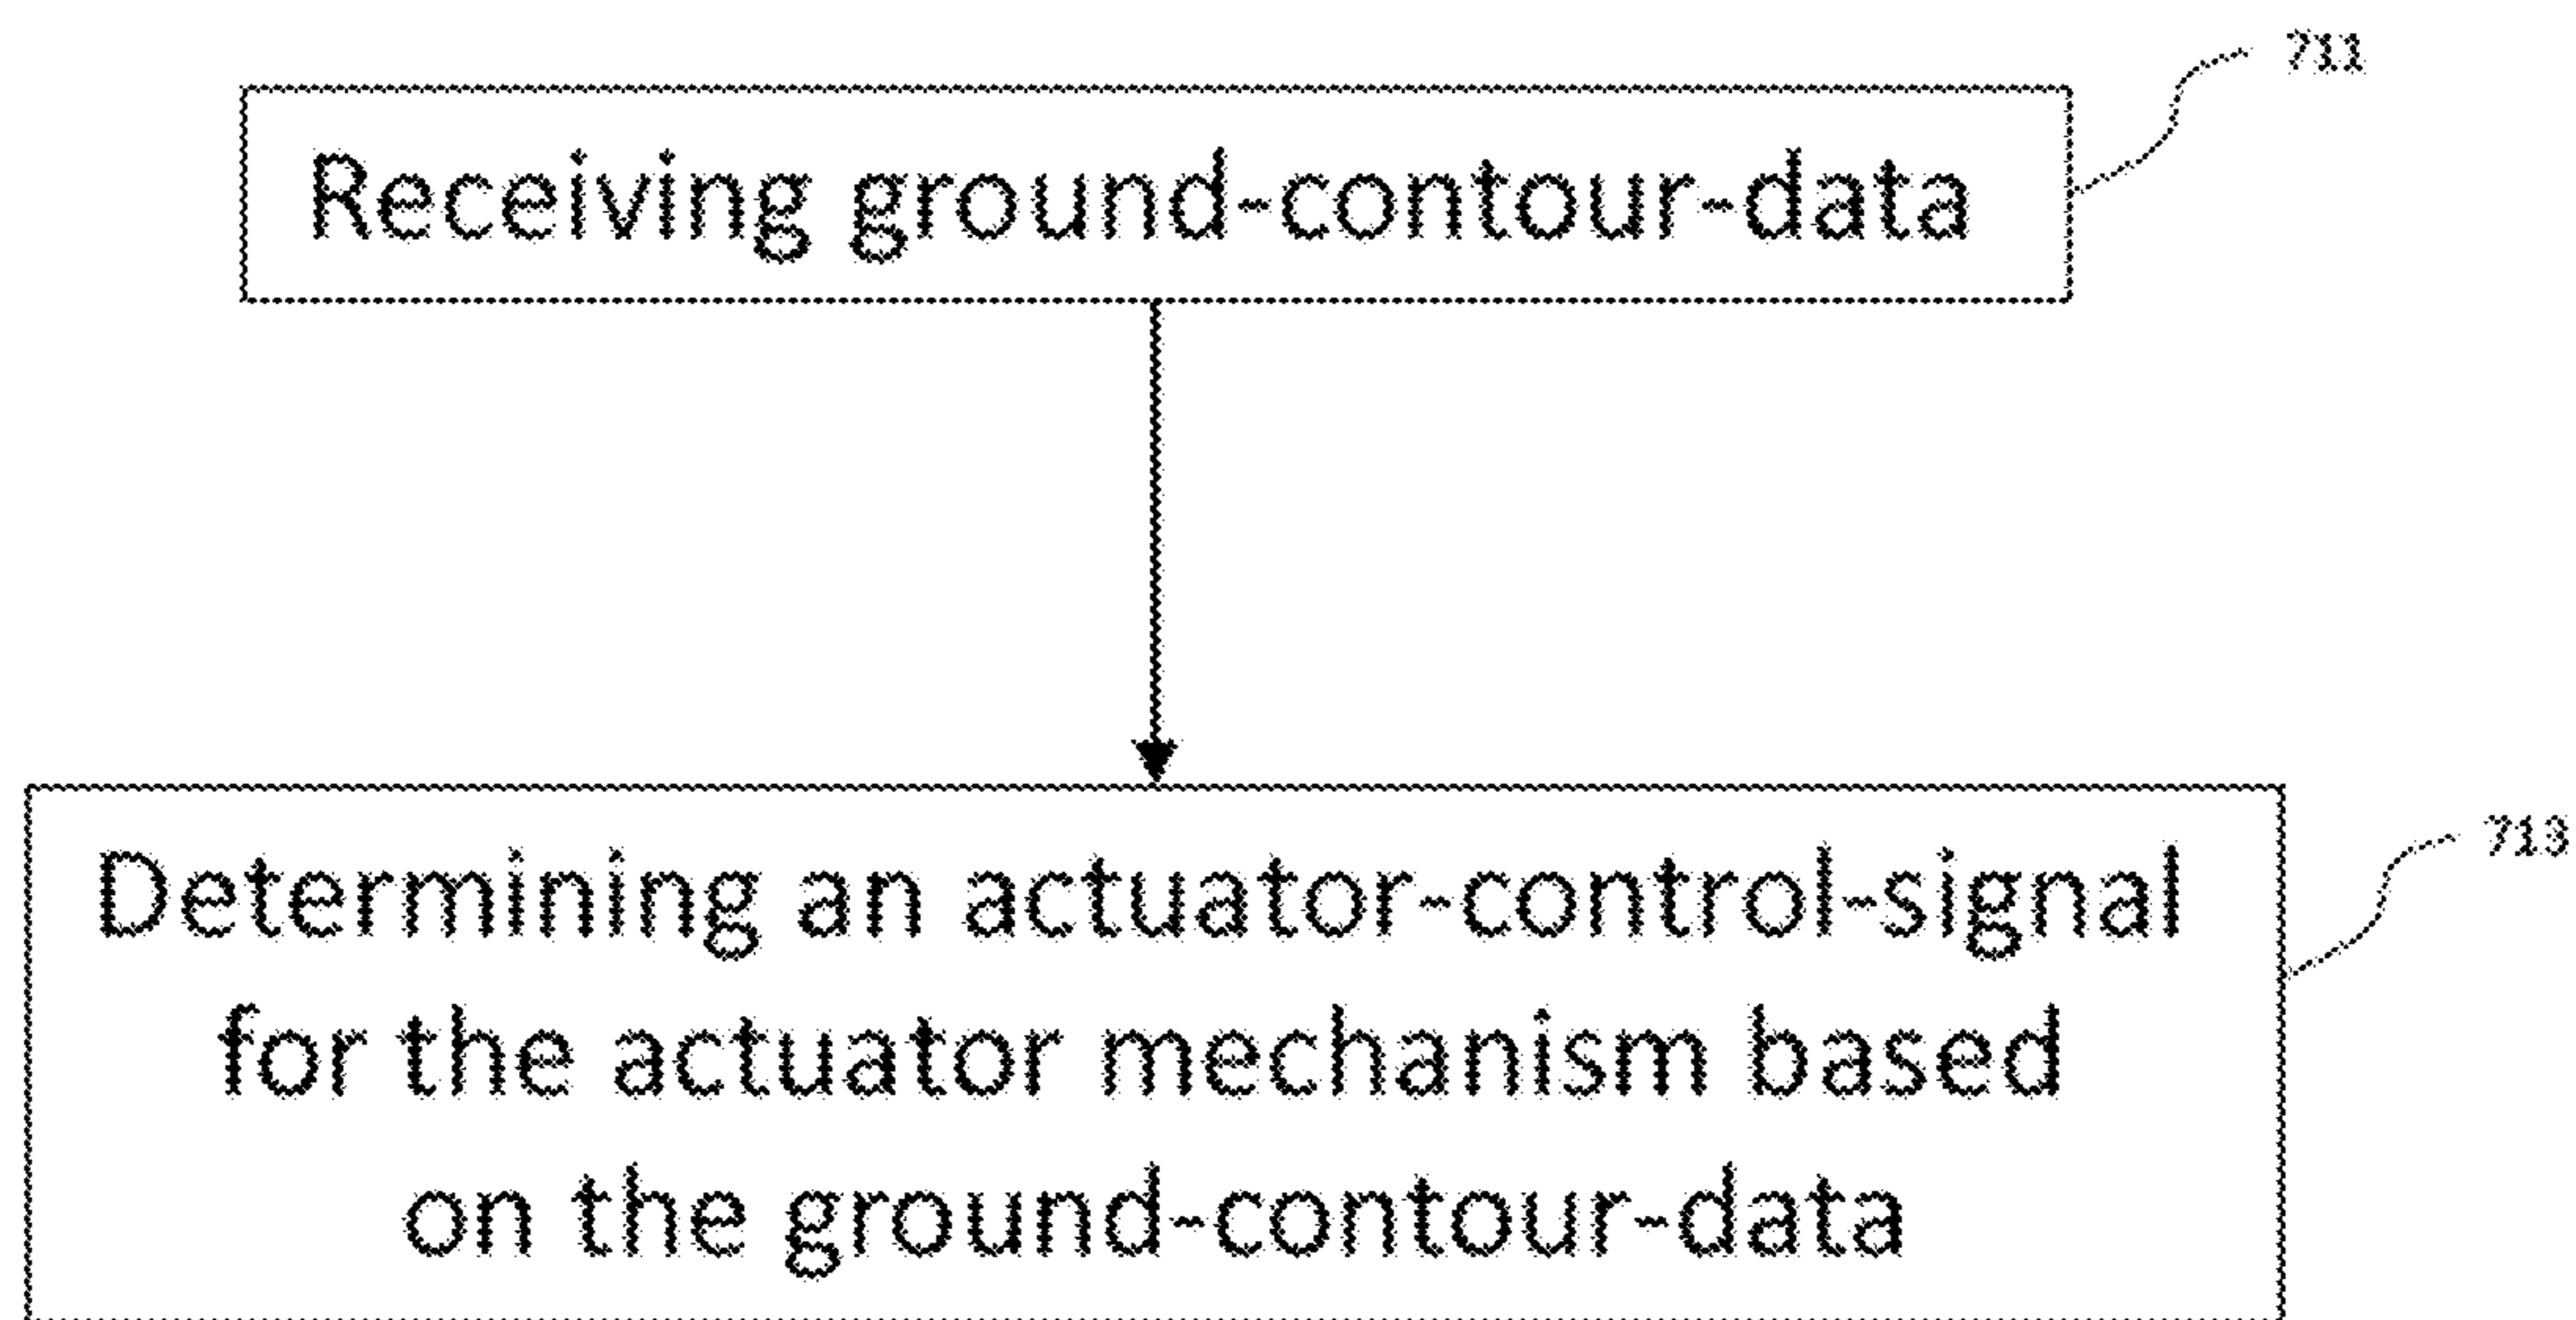 711
Receiving ground-contour-data
713
Determining an actuator-control-signal
for the actuator mechanism based
on the ground-contour-data